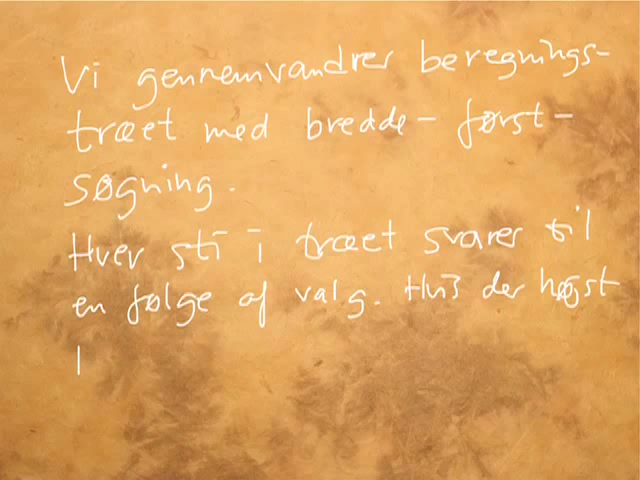 Vi gennemvandrer beregnings-
træet med bredde-først-
søgning.
Hver sti i træet svarer til
en følge af valg. Hvis der højst